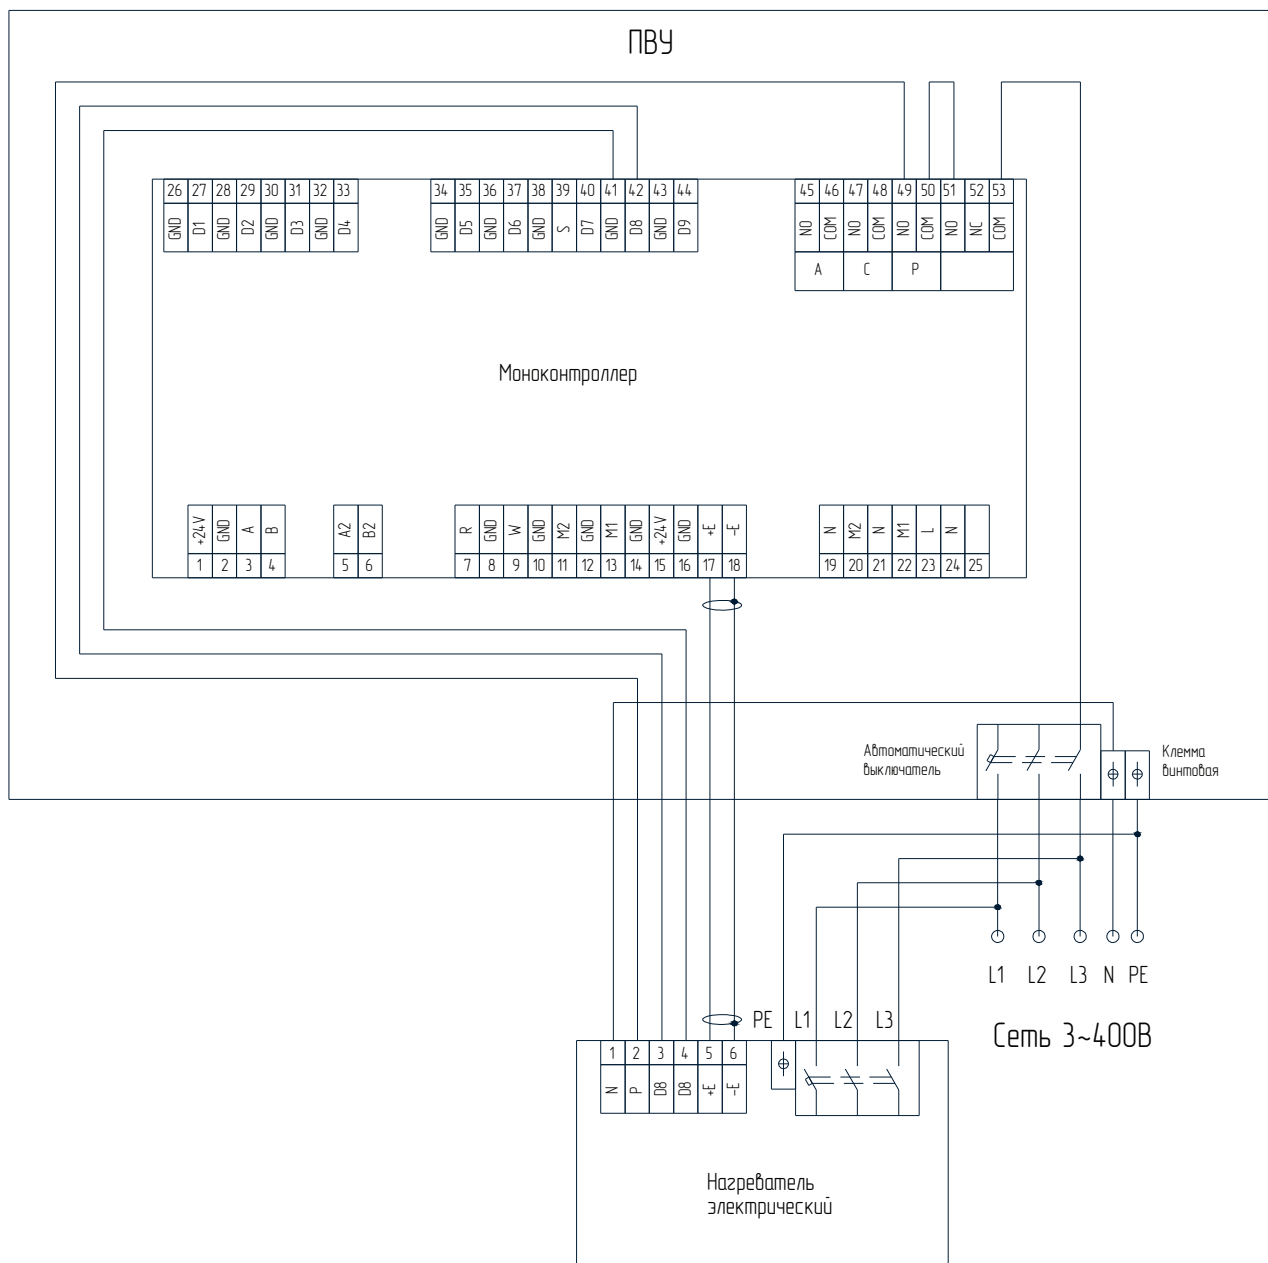 ПВУ
26 27 28 29 30 31 32 33 34 35 36 37 38 39 40 41 42 43 44 45 46 47 48 49 50 51 52 53
GND D1 GND D2 GND D3 GND D4 GND D5 GND D6 GND S D7 GND D8 GND D9 NO COM NO COM NO COM NO NC COM
A C P
Моноконтроллер
+24V GND A B A2 B2 R GND W GND M2 GND M1 GND +24V GND +E -E N M2 N M1 L N
1 2 3 4 5 6 7 8 9 10 11 12 13 14 15 16 17 18 19 20 21 22 23 24 25
Автоматический
выключатель
Клемма
винтовая
L1 L2 L3 N PE
Сеть 3~400В
PE L1 L2 L3
1 2 3 4 5 6
N P D8 D8 +E -E
Нагреватель
электрический